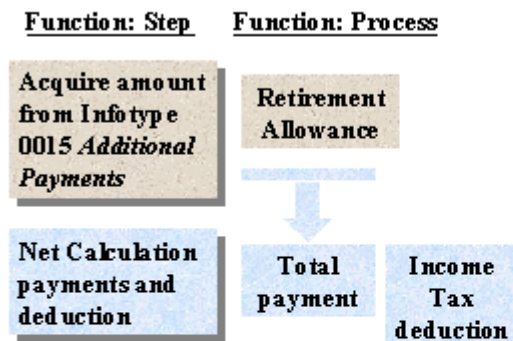 Function: Step
Function: Process
Acquire amount
from Infotype
0015 Additional
Payments
Retirement
Allowance
Net Calculation
payments and
deduction
Total
payment
Income
Tax
deduction